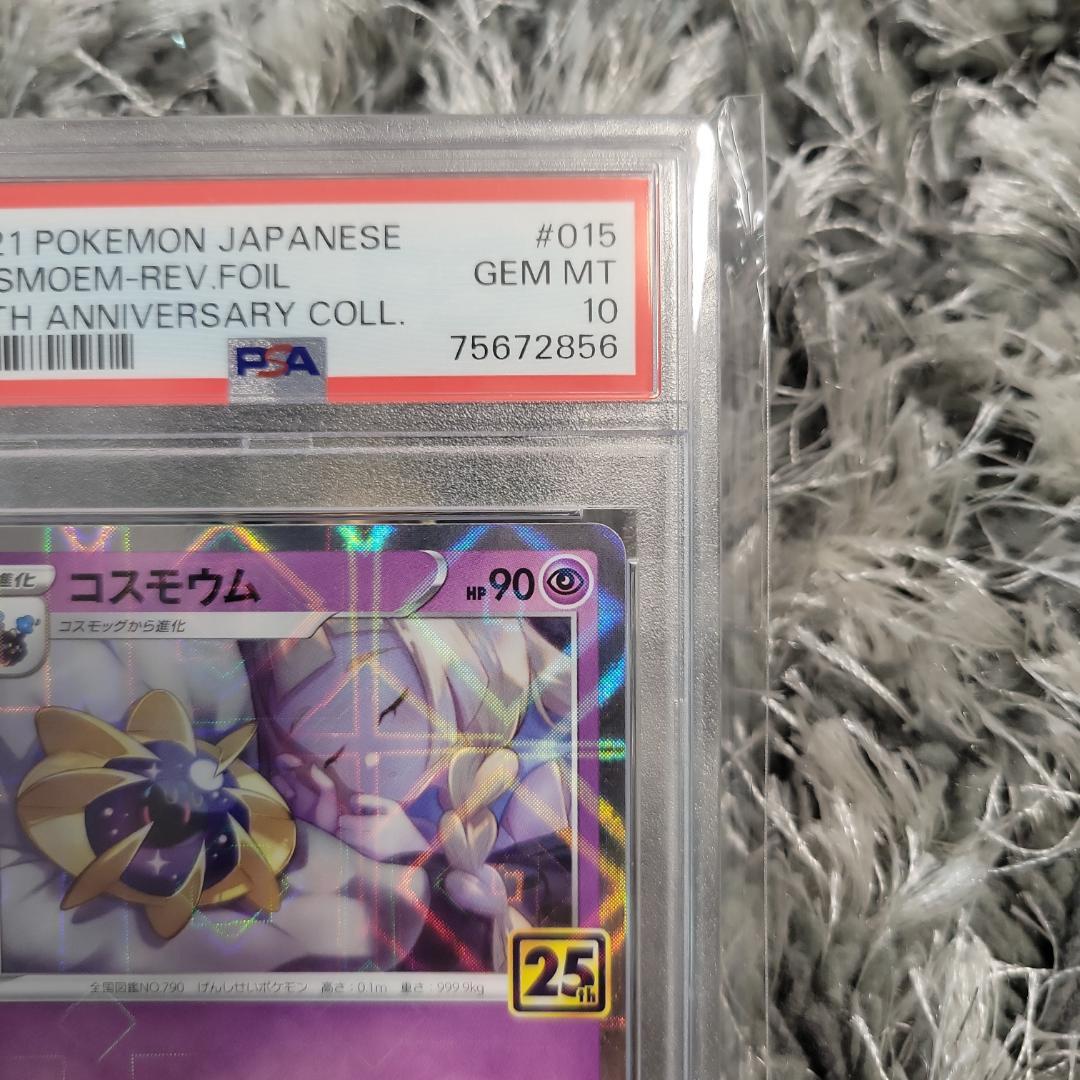 21 POKEMON JAPANESE #015
SMOEM-REV.FOIL GEM MT
TH ANNIVERSARY COLL. 10
75672856
PSA
進化 コスモウム HP90
コスモッグから進化
25th
全国図鑑NO.790 げんしせいポケモン 高さ:0.1m 重さ:999.9kg